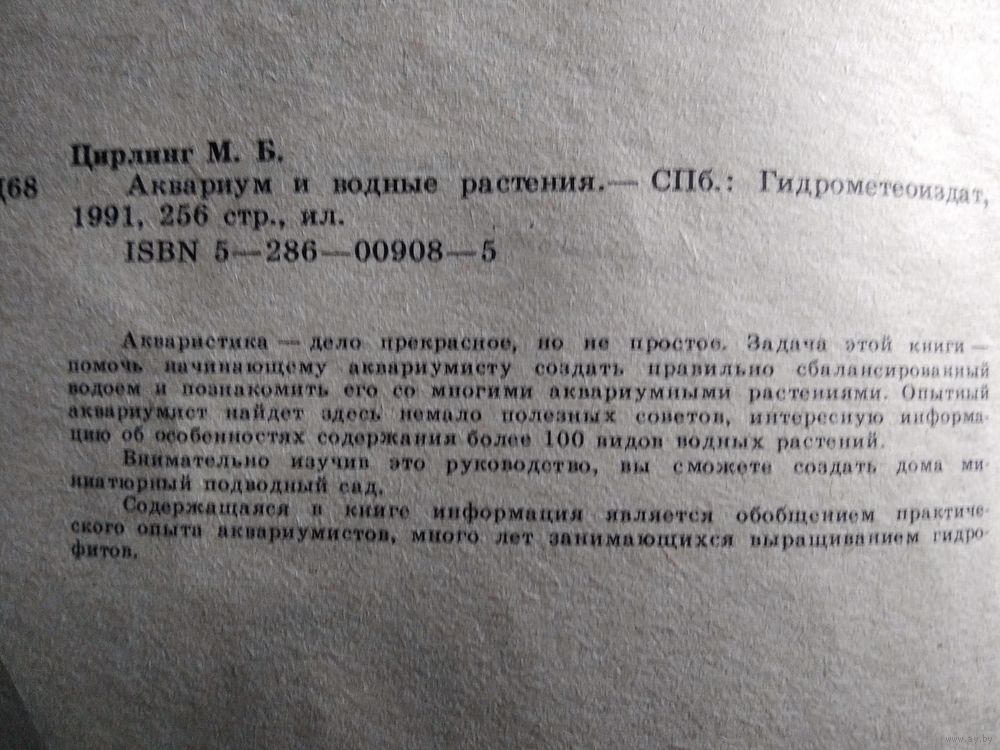 Цирлинг М. Б.
Ц68 Аквариум и водные растения.— СПб.: Гидрометеоиздат,
1991, 256 стр., ил.
ISBN 5—286—00908—5
Аквaристика — дело прекрасное, но не простое. Задача этой книги —
помочь начинающему аквариумисту создать правильно сбалансированный
водоем и познакомить его со многими аквариумными растениями. Опытный
аквариумист найдет здесь немало полезных советов, интересную информа-
цию об особенностях содержания более 100 видов водных растений.
Внимательно изучив это руководство, вы сможете создать дома ми-
ниатюрный подводный сад.
Содержащаяся в книге информация является обобщением практиче-
ского опыта аквариумистов, много лет занимающихся выращиванием гидро-
фитов.
www.ay.by